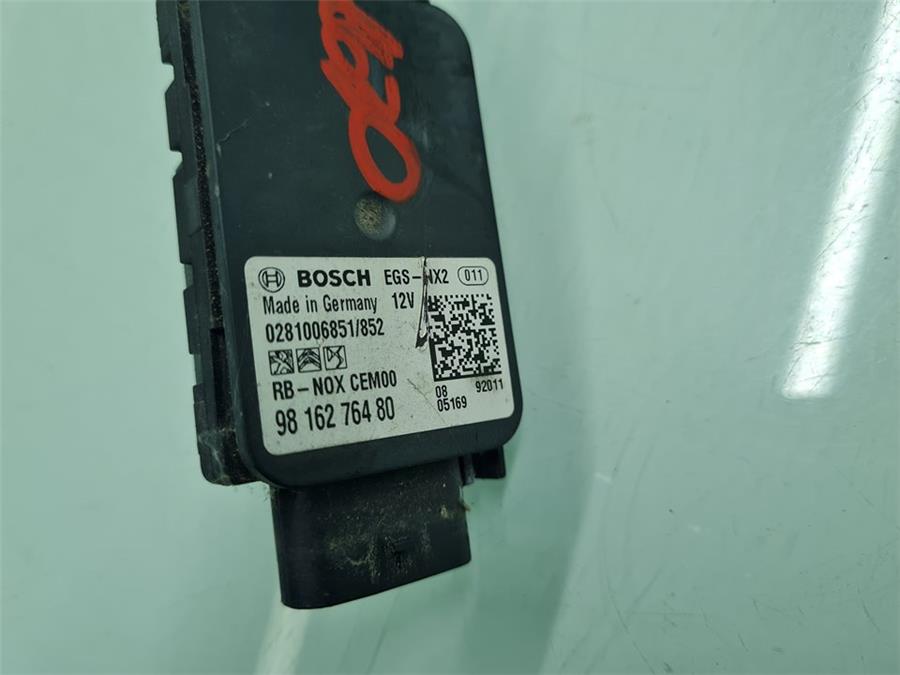 BOSCH EGS-NX2 011
Made in Germany 12V
0281006851/852
RB-NOX CEM00
98 162 764 80
08 92011
05169